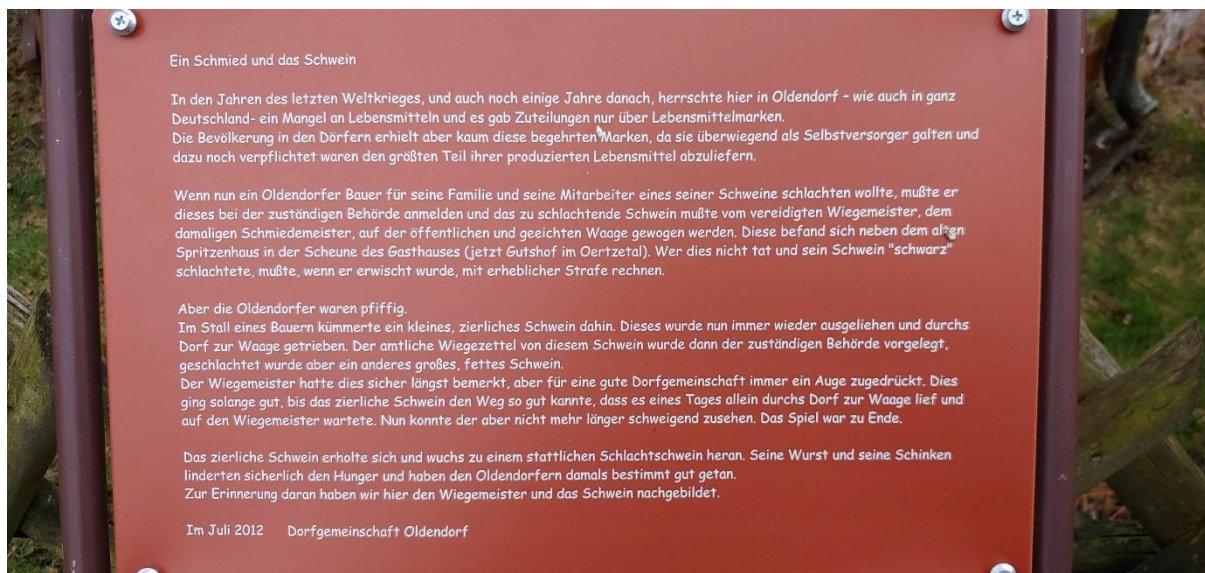 Ein Schmied und das Schwein
In den Jahren des letzten Weltkrieges, und auch noch einige Jahre danach, herrschte hier in Oldendorf – wie auch in ganz
Deutschland- ein Mangel an Lebensmitteln und es gab Zuteilungen nur über Lebensmittelmarken.
Die Bevölkerung in den Dörfern erhielt aber kaum diese begehrten Marken, da sie überwiegend als Selbstversorger galten und
dazu noch verpflichtet waren den größten Teil ihrer produzierten Lebensmittel abzuliefern.
Wenn nun ein Oldendorfer Bauer für seine Familie und seine Mitarbeiter eines seiner Schweine schlachten wollte, mußte er
dieses bei der zuständigen Behörde anmelden und das zu schlachtende Schwein mußte vom vereidigten Wiegemeister, dem
damaligen Schmiedemeister, auf der öffentlichen und geeichten Waage gewogen werden. Diese befand sich neben dem alten
Spritzenhaus in der Scheune des Gasthauses (jetzt Gutshof im Oertzetal). Wer dies nicht tat und sein Schwein "schwarz"
schlachtete, mußte, wenn er erwischt wurde, mit erheblicher Strafe rechnen.
Aber die Oldendorfer waren pfiffig.
Im Stall eines Bauern kümmerte ein kleines, zierliches Schwein dahin. Dieses wurde nun immer wieder ausgeliehen und durchs
Dorf zur Waage getrieben. Der amtliche Wiegezettel von diesem Schwein wurde dann der zuständigen Behörde vorgelegt,
geschlachtet wurde aber ein anderes großes, fettes Schwein.
Der Wiegemeister hatte dies sicher längst bemerkt, aber für eine gute Dorfgemeinschaft immer ein Auge zugedrückt. Dies
ging solange gut, bis das zierliche Schwein den Weg so gut kannte, dass es eines Tages allein durchs Dorf zur Waage lief und
auf den Wiegemeister wartete. Nun konnte der aber nicht mehr länger schweigend zusehen. Das Spiel war zu Ende.
Das zierliche Schwein erholte sich und wuchs zu einem stattlichen Schlachtschwein heran. Seine Wurst und seine Schinken
linderten sicherlich den Hunger und haben den Oldendorfern damals bestimmt gut getan.
Zur Erinnerung daran haben wir hier den Wiegemeister und das Schwein nachgebildet.
Im Juli 2012 Dorfgemeinschaft Oldendorf